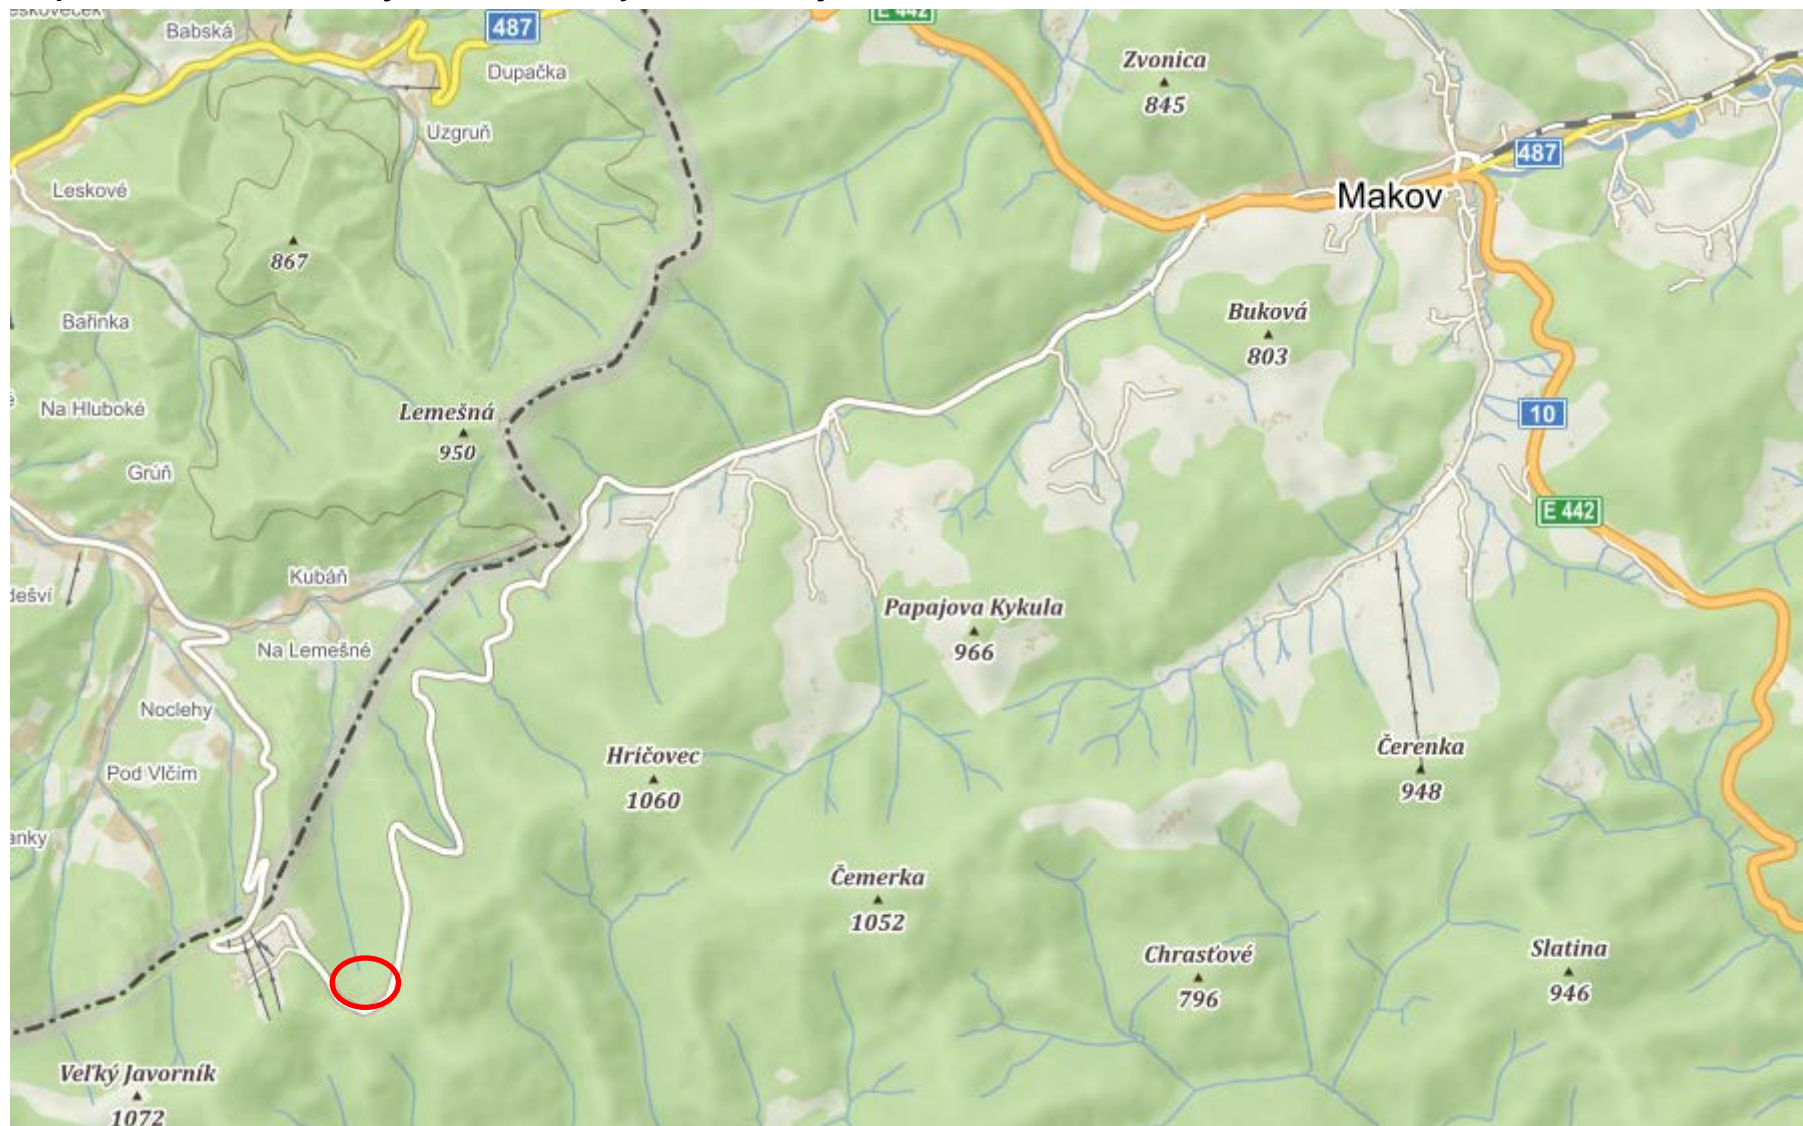 Babská
487
E 442
Dupačka
Zvonica
845
Uzgruň
487
Leskové
Makov
867
Bařinka
Buková
803
Na Hluboké
Lemešná
950
10
Grúň
E 442
Kubáň
Papajova Kykula
966
Na Lemešné
Noclehy
Pod Vlčím
Hričovec
1060
Čerenka
948
anky
Čemerka
1052
Chrasťové
796
Slatina
946
Veľký Javorník
1072